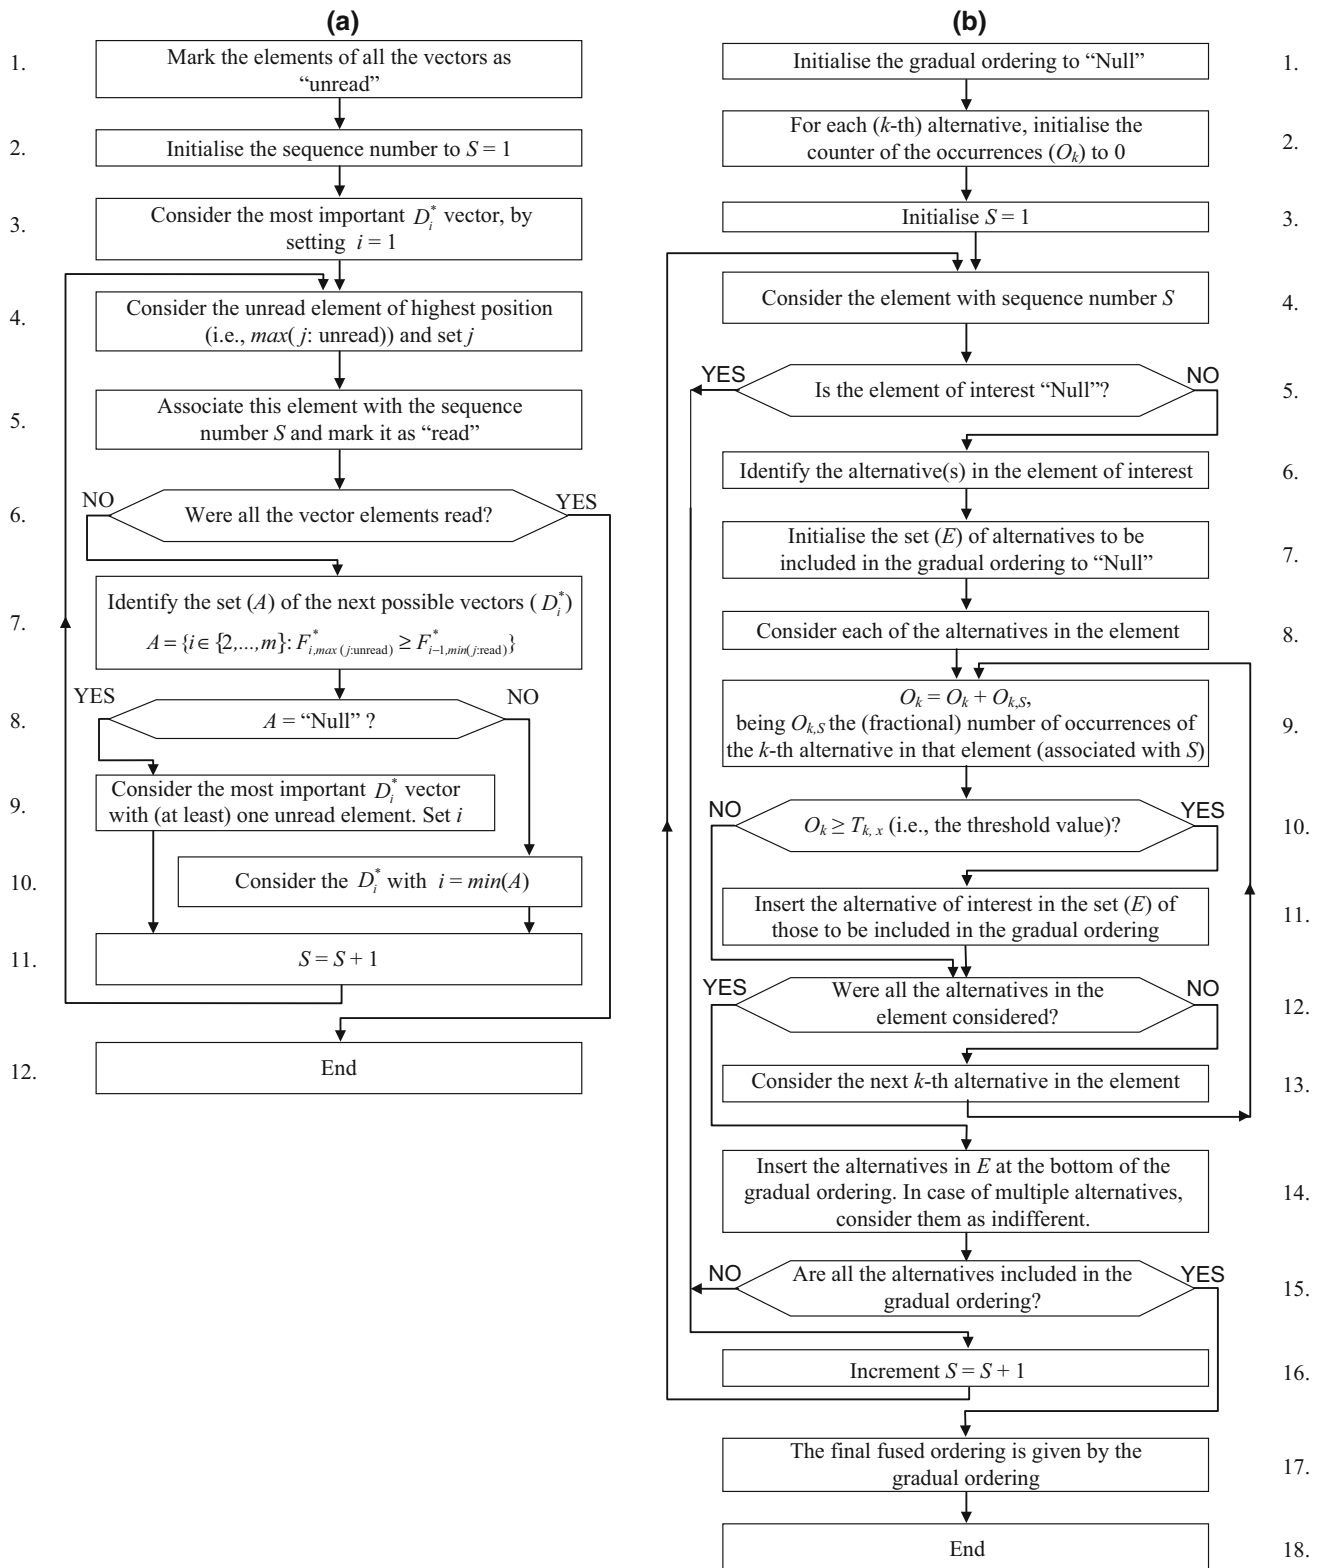 (a)
1.
Mark the elements of all the vectors as
“unread”
2.
Initialise the sequence number to S = 1
3.
Consider the most important D*i vector, by
setting i = 1
4.
Consider the unread element of highest position
(i.e., max( j: unread)) and set j
5.
Associate this element with the sequence
number S and mark it as “read”
6.
NO
Were all the vector elements read?
YES
7.
Identify the set (A) of the next possible vectors ( D*i )
A = {i ∈ {2,...,m}: F*i,max (j:unread) ≥ F*i−1,min(j:read)}
8.
YES
A = “Null” ?
NO
9.
Consider the most important D*i vector
with (at least) one unread element. Set i
10.
Consider the D*i with i = min(A)
11.
S = S + 1
12.
End
(b)
Initialise the gradual ordering to “Null”
1.
For each (k-th) alternative, initialise the
counter of the occurrences (Ok) to 0
2.
Initialise S = 1
3.
Consider the element with sequence number S
4.
YES
Is the element of interest “Null”?
NO
5.
Identify the alternative(s) in the element of interest
6.
Initialise the set (E) of alternatives to be
included in the gradual ordering to “Null”
7.
Consider each of the alternatives in the element
8.
Ok = Ok + Ok,S,
being Ok,S the (fractional) number of occurrences of
the k-th alternative in that element (associated with S)
9.
NO
Ok ≥ Tk, x (i.e., the threshold value)?
YES
10.
Insert the alternative of interest in the set (E) of
those to be included in the gradual ordering
11.
YES
Were all the alternatives in the
element considered?
NO
12.
Consider the next k-th alternative in the element
13.
Insert the alternatives in E at the bottom of the
gradual ordering. In case of multiple alternatives,
consider them as indifferent.
14.
NO
Are all the alternatives included in the
gradual ordering?
YES
15.
Increment S = S + 1
16.
The final fused ordering is given by the
gradual ordering
17.
End
18.